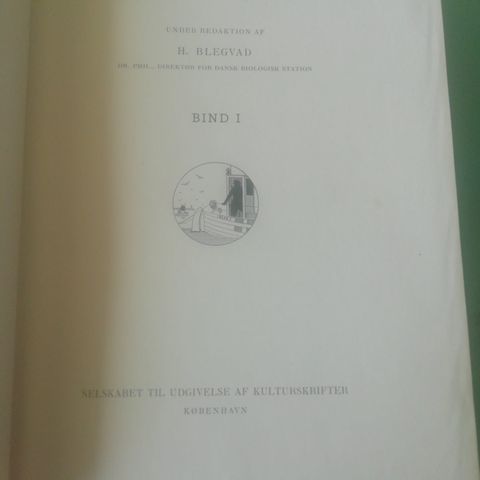 UNDER REDAKTION AF
H. BLEGVAD
DR. PHIL., DIREKTØR FOR DANSK BIOLOGISK STATION
BIND I
SELSKABET TIL UDGIVELSE AF KULTURSKRIFTER
KØBENHAVN